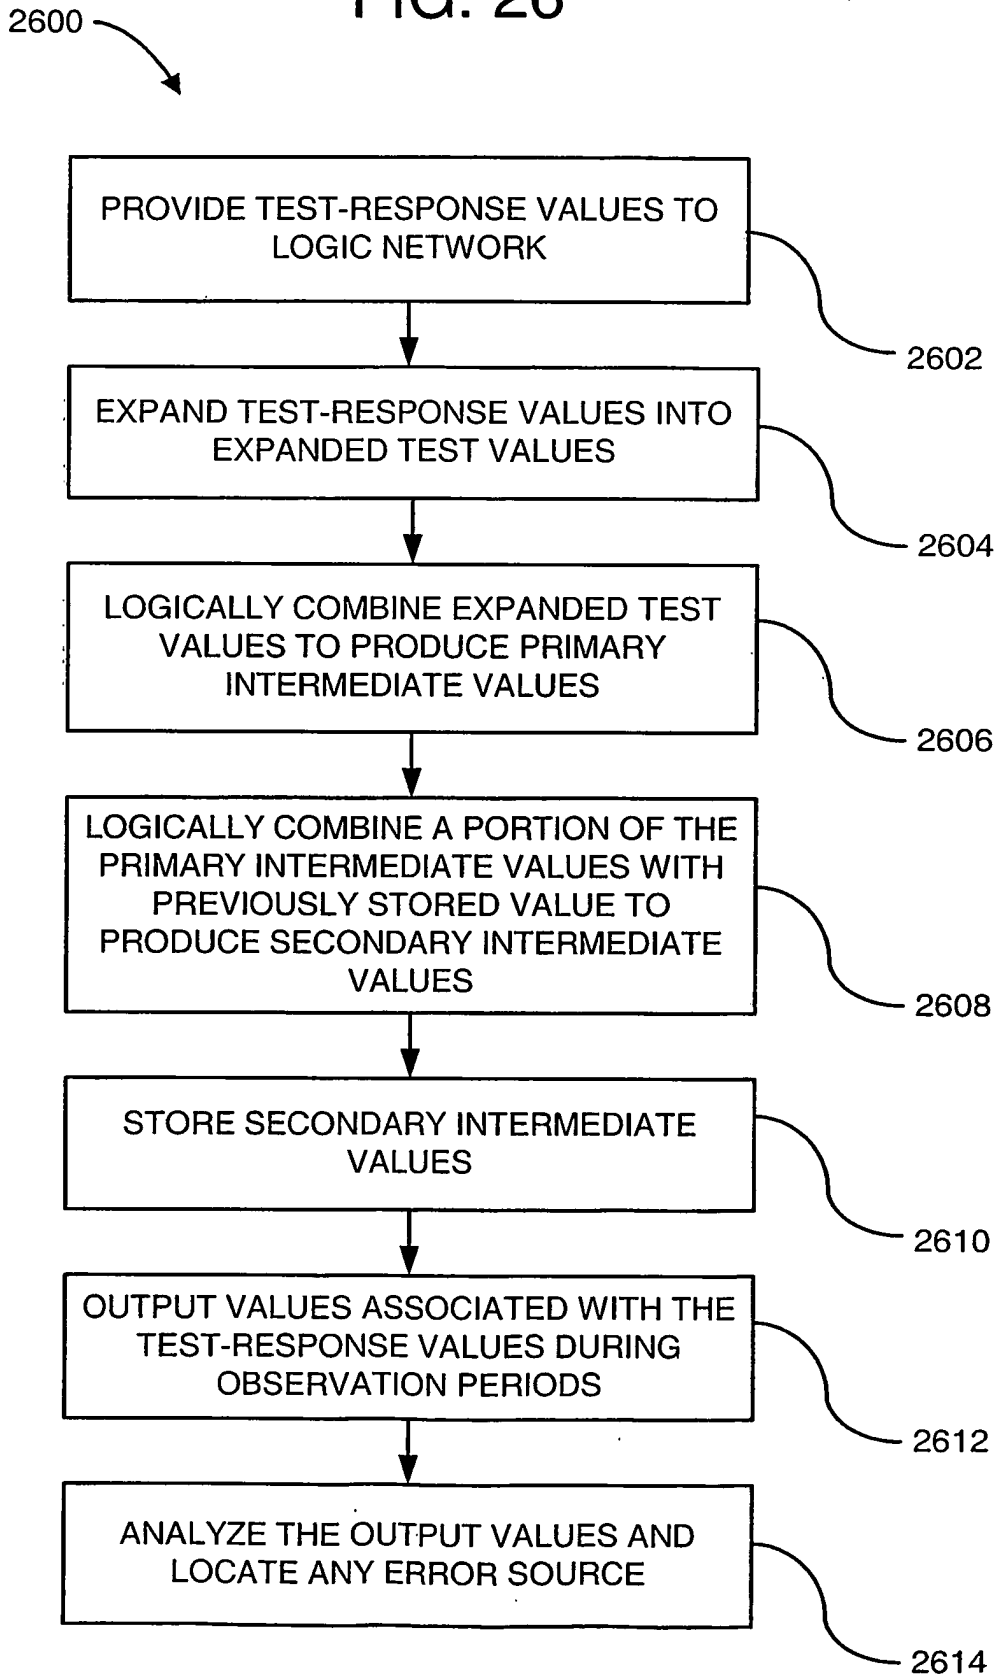 FIG. 26
2600
PROVIDE TEST-RESPONSE VALUES TO
LOGIC NETWORK
2602
EXPAND TEST-RESPONSE VALUES INTO
EXPANDED TEST VALUES
2604
LOGICALLY COMBINE EXPANDED TEST
VALUES TO PRODUCE PRIMARY
INTERMEDIATE VALUES
2606
LOGICALLY COMBINE A PORTION OF THE
PRIMARY INTERMEDIATE VALUES WITH
PREVIOUSLY STORED VALUE TO
PRODUCE SECONDARY INTERMEDIATE
VALUES
2608
STORE SECONDARY INTERMEDIATE
VALUES
2610
OUTPUT VALUES ASSOCIATED WITH THE
TEST-RESPONSE VALUES DURING
OBSERVATION PERIODS
2612
ANALYZE THE OUTPUT VALUES AND
LOCATE ANY ERROR SOURCE
2614